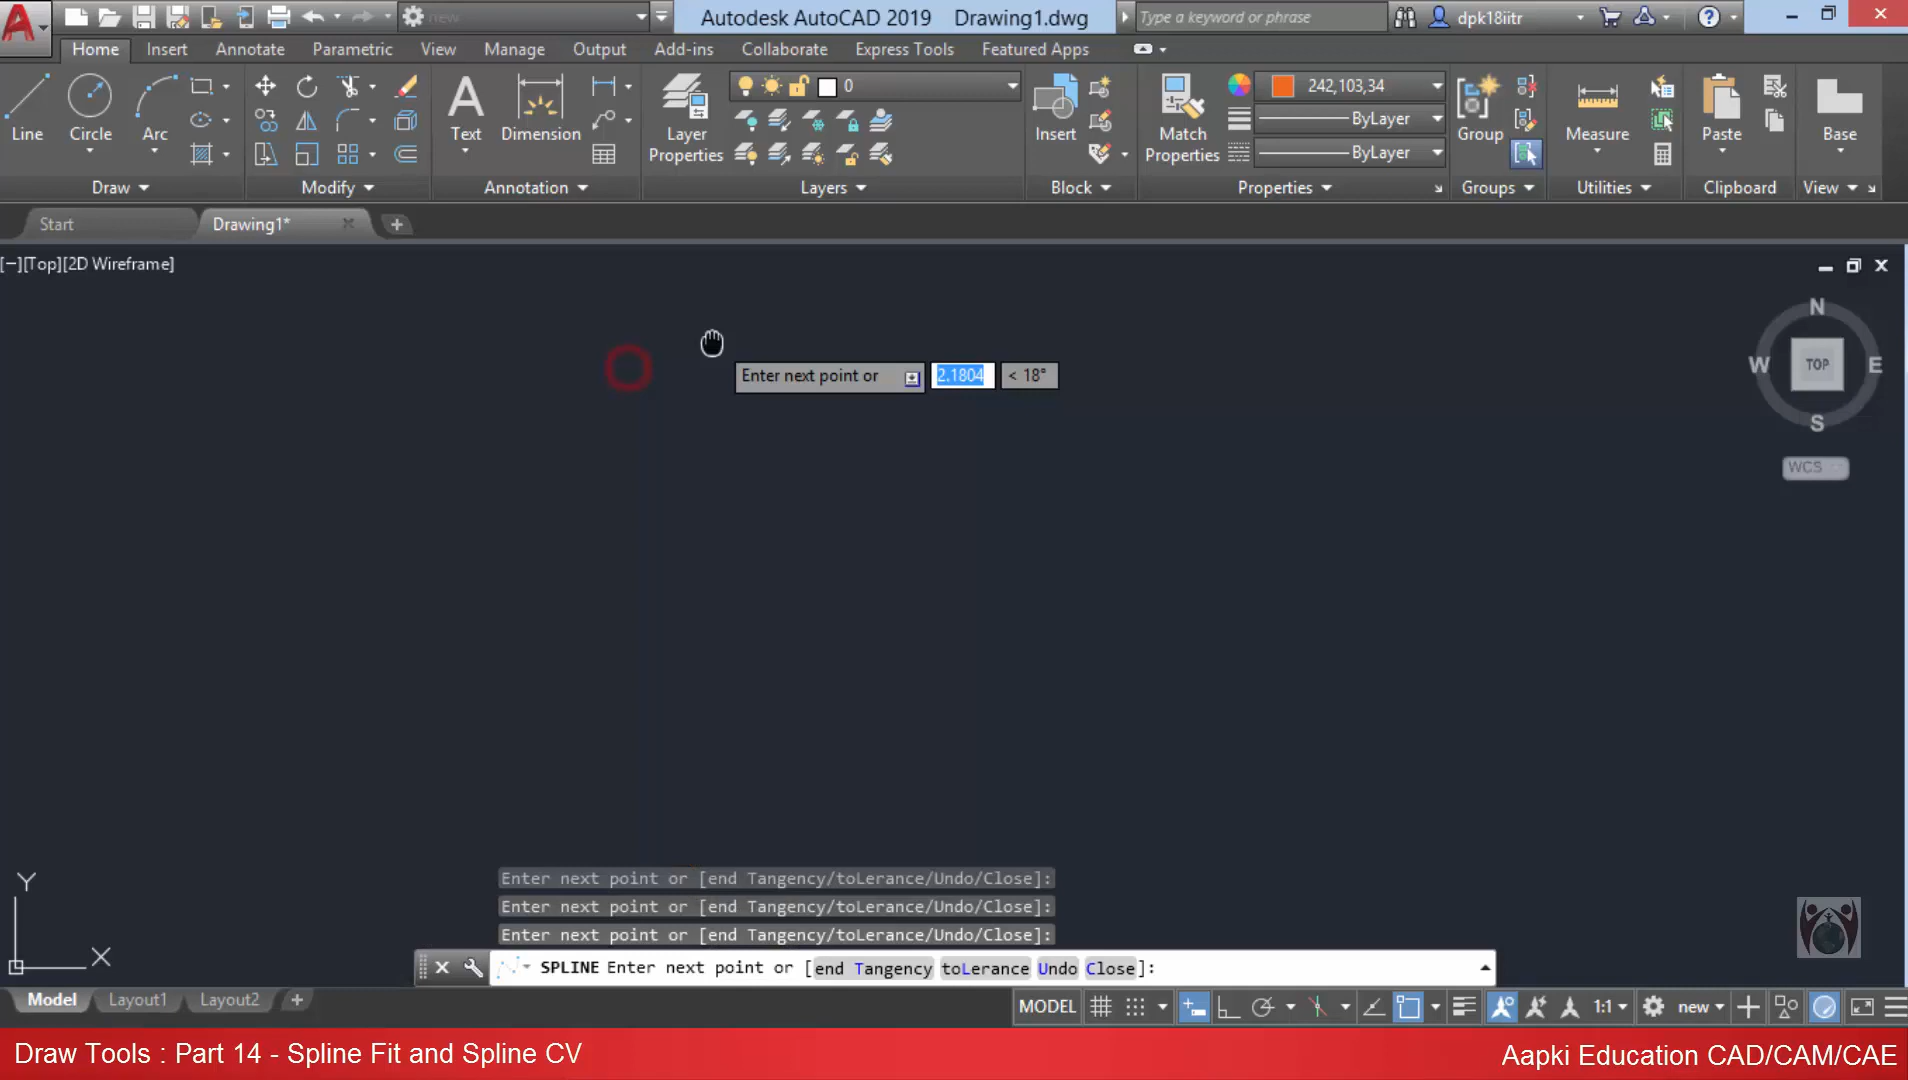 new
Autodesk AutoCAD 2019 Drawing1.dwg
Type a keyword or phrase
dpk18iitr
Home Insert Annotate Parametric View Manage Output Add-ins Collaborate Express Tools Featured Apps
Line Circle Arc
Draw
Modify
Text Dimension
Annotation
Layer Properties
0
Layers
Insert
Block
Match Properties
242,103,34
ByLayer
ByLayer
Properties
Group
Groups
Measure
Utilities
Paste
Clipboard
Base
View
Start Drawing1*
[−][Top][2D Wireframe]
N
W TOP E
S
WCS
Enter next point or 2.1804 < 18°
Y
X
Enter next point or [end Tangency/toLerance/Undo/Close]:
Enter next point or [end Tangency/toLerance/Undo/Close]:
Enter next point or [end Tangency/toLerance/Undo/Close]:
SPLINE Enter next point or [end Tangency toLerance Undo Close]:
Model Layout1 Layout2
MODEL 1:1 new
Draw Tools : Part 14 - Spline Fit and Spline CV
Aapki Education CAD/CAM/CAE